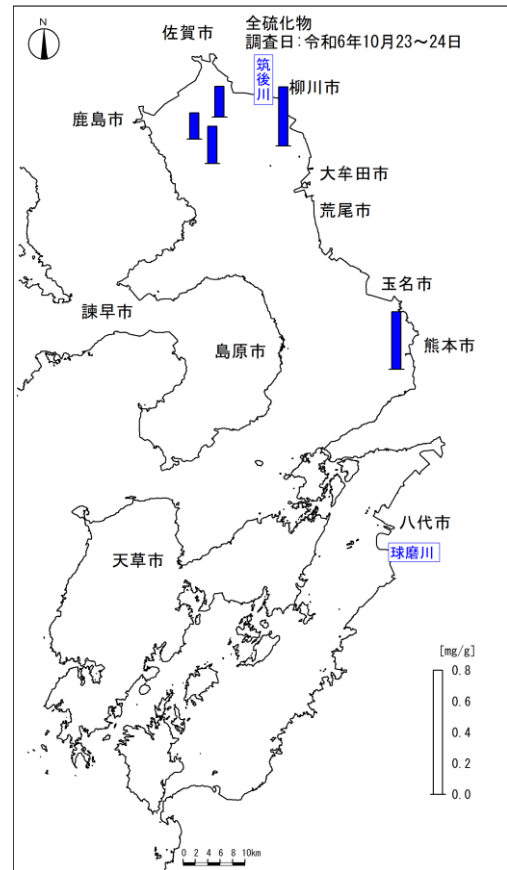 N
全硫化物
調査日：令和6年10月23～24日
佐賀市
筑後川
柳川市
鹿島市
大牟田市
荒尾市
玉名市
諫早市
島原市
熊本市
八代市
球磨川
天草市
[mg/g]
0.8
0.6
0.4
0.2
0.0
0 2 4 6 8 10km